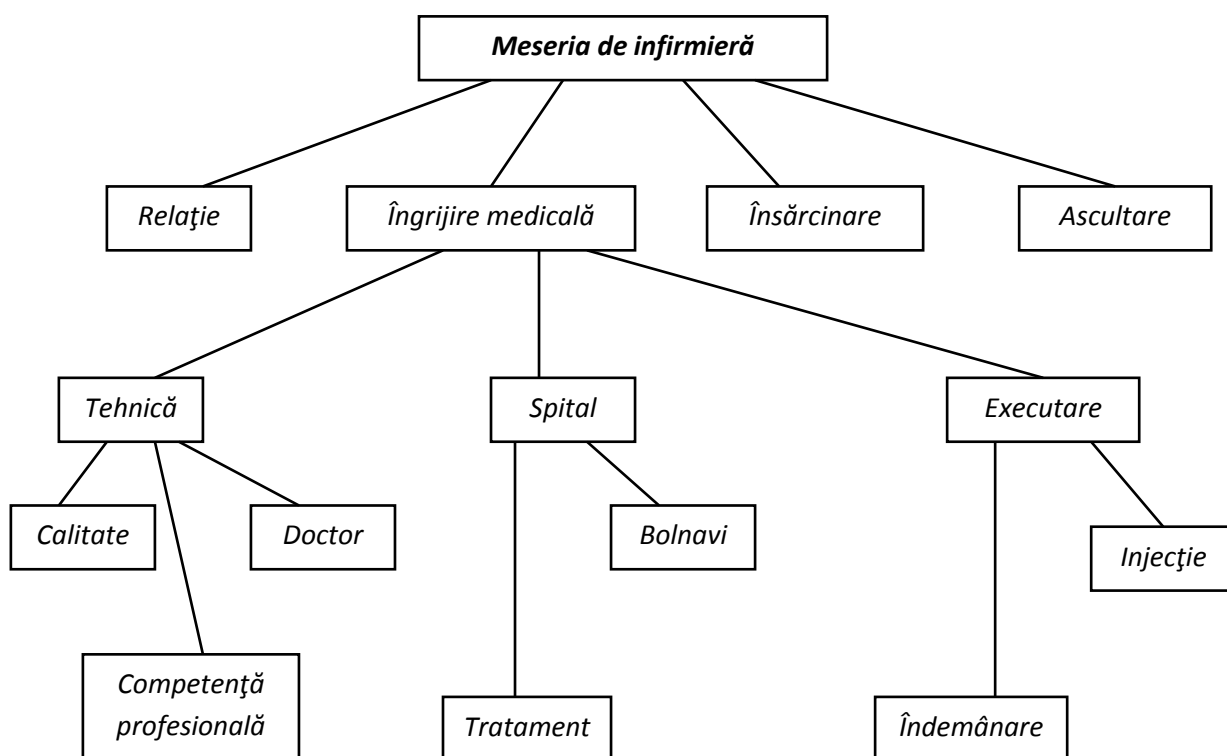 Meseria de infirmieră
Relaţie
Îngrijire medicală
Însărcinare
Ascultare
Tehnică
Spital
Executare
Calitate
Doctor
Bolnavi
Injecţie
Competenţă
profesională
Tratament
Îndemânare